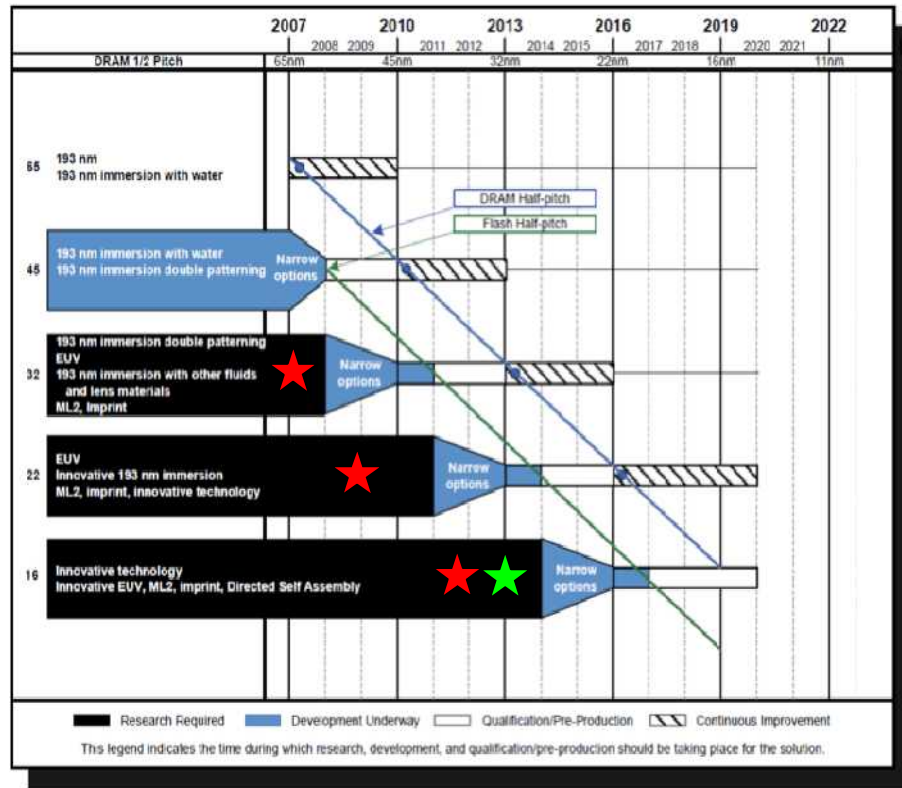 2007 2010 2013 2016 2019 2022
2008 2009 2011 2012 2014 2015 2017 2018 2020 2021
DRAM 1/2 Pitch 65nm 45nm 32nm 22nm 16nm 11nm
65
193 nm
193 nm immersion with water
DRAM Half-pitch
Flash Half-pitch
45
193 nm immersion with water
193 nm immersion double patterning
Narrow
options
32
193 nm immersion double patterning
EUV
193 nm immersion with other fluids
and lens materials
ML2, Imprint
Narrow
options
22
EUV
Innovative 193 nm immersion
ML2, imprint, innovative technology
Narrow
options
16
Innovative technology
Innovative EUV, ML2, imprint, Directed Self Assembly
Narrow
options
Research Required Development Underway Qualification/Pre-Production Continuous Improvement
This legend indicates the time during which research, development, and qualification/pre-production should be taking place for the solution.